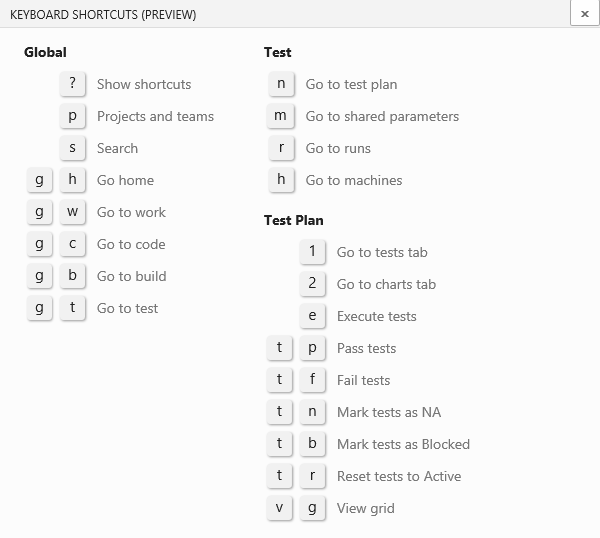 KEYBOARD SHORTCUTS (PREVIEW)
×
Global
? Show shortcuts
p Projects and teams
s Search
g h Go home
g w Go to work
g c Go to code
g b Go to build
g t Go to test
Test
n Go to test plan
m Go to shared parameters
r Go to runs
h Go to machines
Test Plan
1 Go to tests tab
2 Go to charts tab
e Execute tests
t p Pass tests
t f Fail tests
t n Mark tests as NA
t b Mark tests as Blocked
t r Reset tests to Active
v g View grid